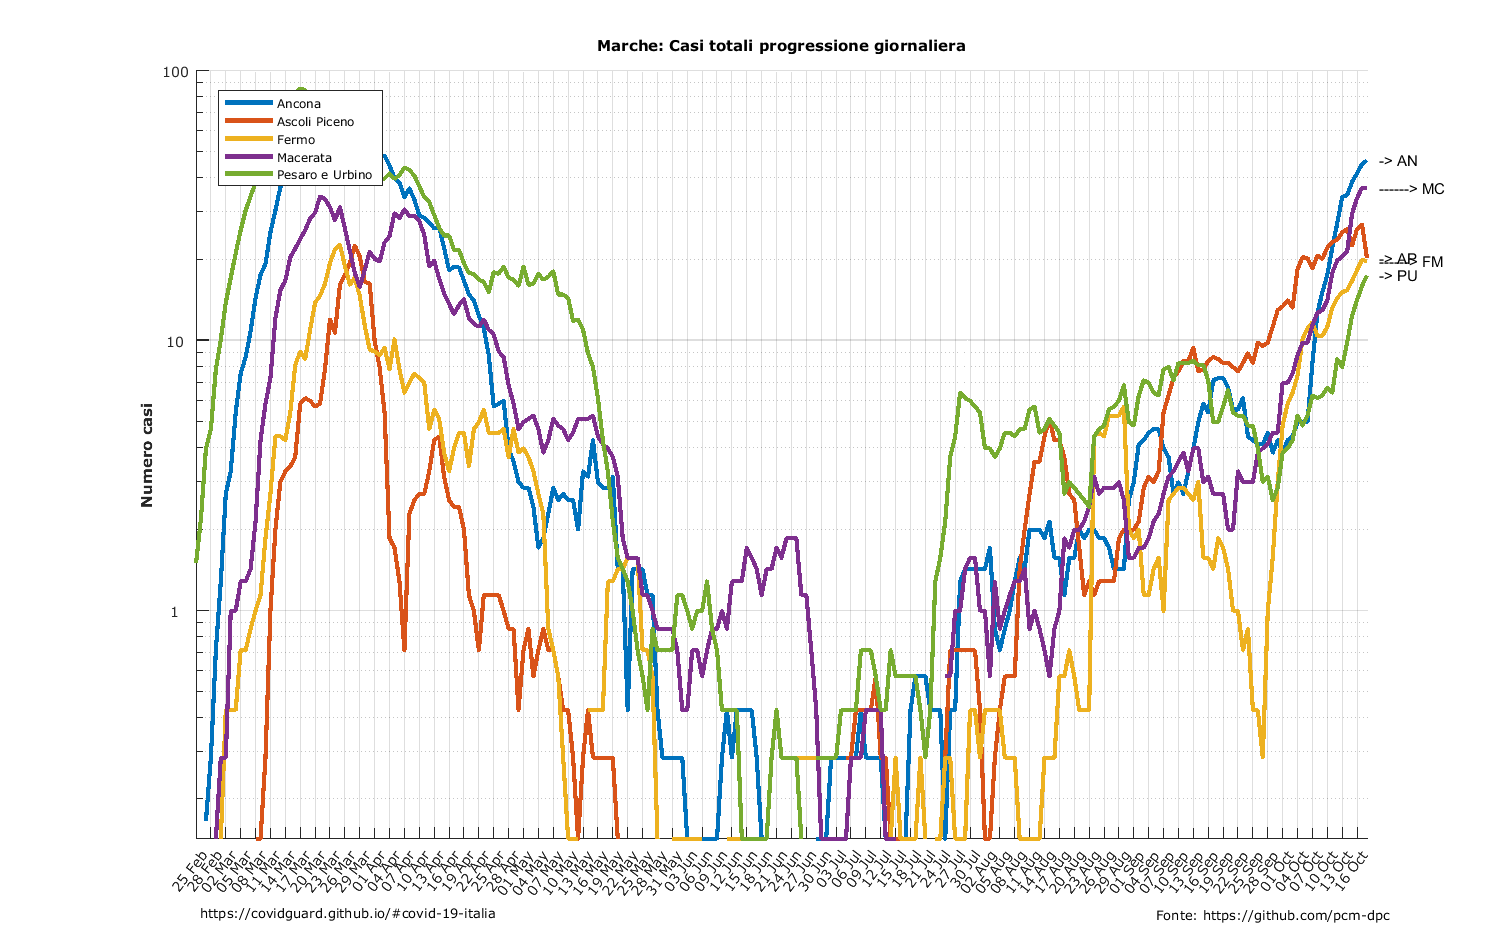 Marche: Casi totali progressione giornaliera
100
10
1
Numero casi
Ancona
Ascoli Piceno
Fermo
Macerata
Pesaro e Urbino
-> AN
------> MC
-> AP
------> FM
-> PU
25 Feb
28 Feb
02 Mar
05 Mar
08 Mar
11 Mar
14 Mar
17 Mar
20 Mar
23 Mar
26 Mar
29 Mar
01 Apr
04 Apr
07 Apr
10 Apr
13 Apr
16 Apr
19 Apr
22 Apr
25 Apr
28 Apr
01 May
04 May
07 May
10 May
13 May
16 May
19 May
22 May
25 May
28 May
31 May
03 Jun
06 Jun
09 Jun
12 Jun
15 Jun
18 Jun
21 Jun
24 Jun
27 Jun
30 Jun
03 Jul
06 Jul
09 Jul
12 Jul
15 Jul
18 Jul
21 Jul
24 Jul
27 Jul
30 Jul
02 Aug
05 Aug
08 Aug
11 Aug
14 Aug
17 Aug
20 Aug
23 Aug
26 Aug
29 Aug
01 Sep
04 Sep
07 Sep
10 Sep
13 Sep
16 Sep
19 Sep
22 Sep
25 Sep
28 Sep
01 Oct
04 Oct
07 Oct
10 Oct
13 Oct
16 Oct
https://covidguard.github.io/#covid-19-italia
Fonte: https://github.com/pcm-dpc